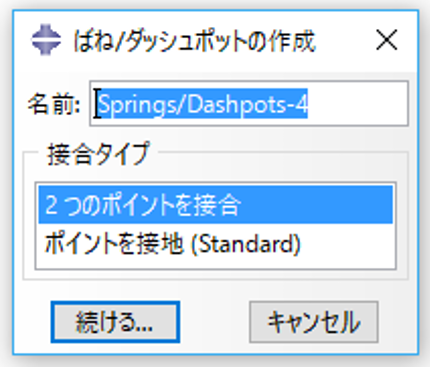 ばね/ダッシュポットの作成
名前: Springs/Dashpots-4
接合タイプ
2 つのポイントを接合
ポイントを接地 (Standard)
続ける... キャンセル